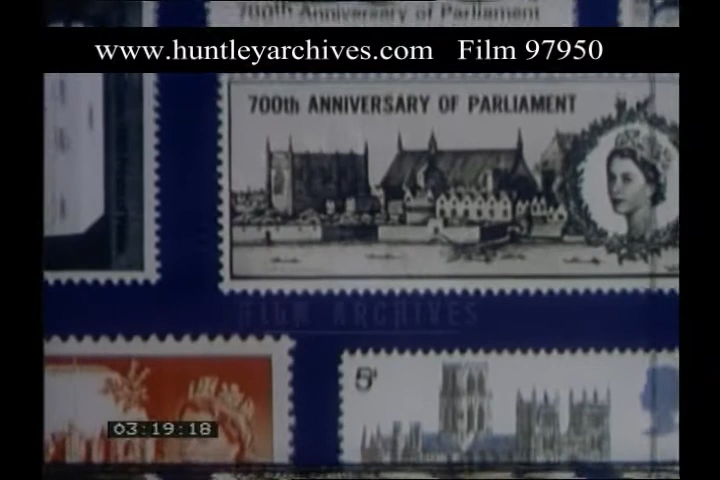 700th Anniversary of Parliament
www.huntleyarchives.com Film 97950
700th ANNIVERSARY OF PARLIAMENT
FILM ARCHIVES
5d
03:19:18